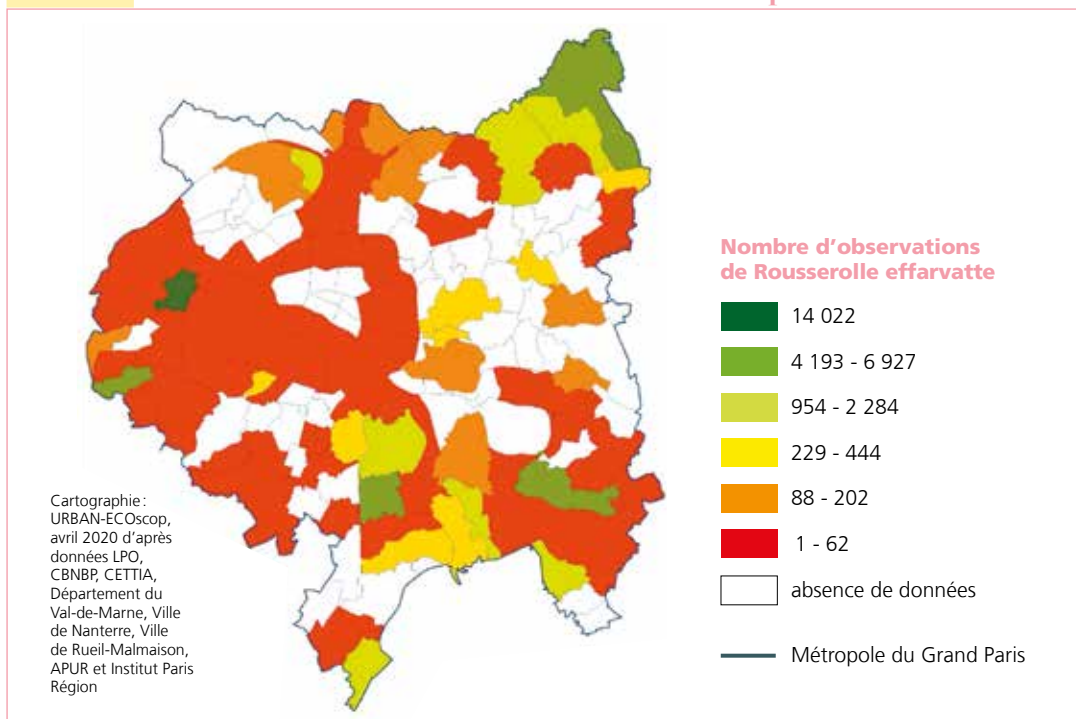 Nombre d'observations
de Rousserolle effarvatte
14 022
4 193 - 6 927
954 - 2 284
229 - 444
88 - 202
1 - 62
absence de données
Métropole du Grand Paris
Cartographie :
URBAN-ECOscop,
avril 2020 d'après
données LPO,
CBNBP, CETTIA,
Département du
Val-de-Marne, Ville
de Nanterre, Ville
de Rueil-Malmaison,
APUR et Institut Paris
Région